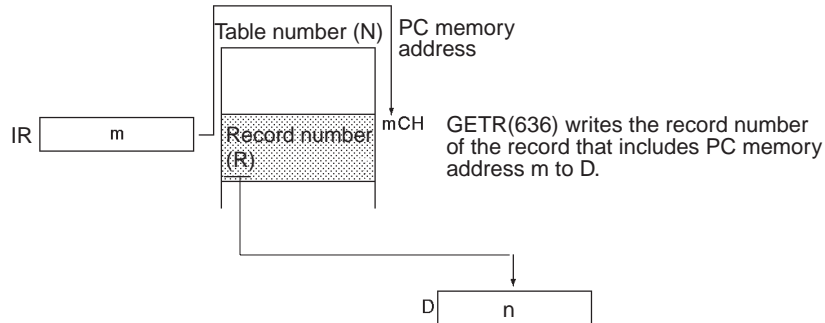 Table number (N)
PC memory
address
IR
m
Record number
(R)
mCH
GETR(636) writes the record number
of the record that includes PC memory
address m to D.
D
n